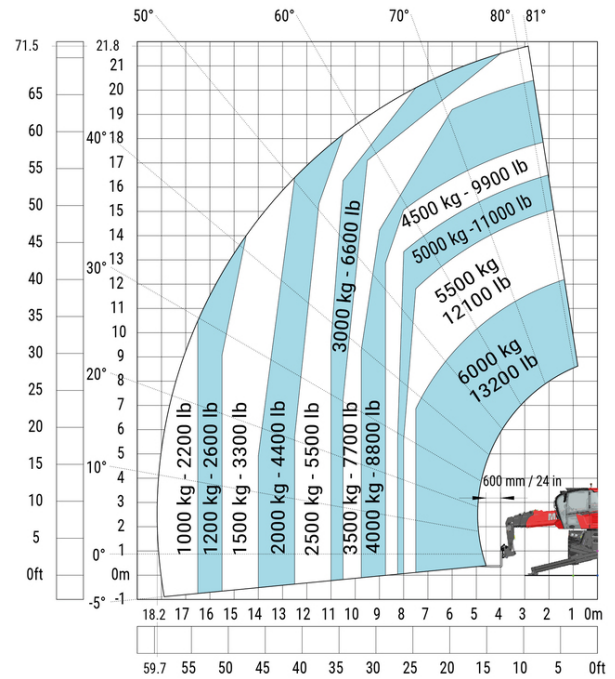 50° 60° 70° 80° 81°
71.5 21.8
21
65 20
19
60 40° 18
55 17
16
50 15
45 14
30° 13
40 12
11
35 10
30 9
20° 8
25 7
20 6
5
15 10° 4
3
10 2
5 0° 1
0ft 0m
-5° -1
1000 kg - 2200 lb
1200 kg - 2600 lb
1500 kg - 3300 lb
2000 kg - 4400 lb
2500 kg - 5500 lb
3000 kg - 6600 lb
3500 kg - 7700 lb
4000 kg - 8800 lb
4500 kg - 9900 lb
5000 kg -11000 lb
5500 kg
12100 lb
6000 kg
13200 lb
600 mm / 24 in
18.2 17 16 15 14 13 12 11 10 9 8 7 6 5 4 3 2 1 0m
59.7 55 50 45 40 35 30 25 20 15 10 5 0ft